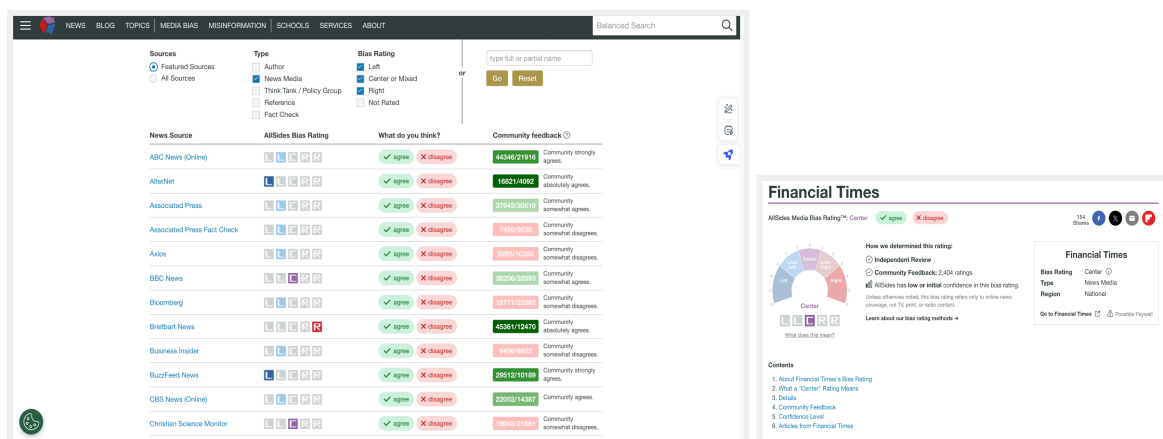 NEWS BLOG TOPICS MEDIA BIAS MISINFORMATION SCHOOLS SERVICES ABOUT Balanced Search
Sources Type Bias Rating
Featured Sources Author Left type full or partial name
All Sources News Media Center or Mixed or Go Reset
Think Tank / Policy Group Right
Reference Not Rated
Fact Check
News Source AllSides Bias Rating What do you think? Community feedback
ABC News (Online) L L C R R agree disagree 44346/21916 Community strongly agrees.
AlterNet L L C R R agree disagree 16821/4092 Community absolutely agrees.
Associated Press L L C R R agree disagree 37943/30510 Community somewhat agrees.
Associated Press Fact Check L L C R R agree disagree Community somewhat disagrees.
Axios L L C R R agree disagree Community somewhat disagrees.
BBC News L L C R R agree disagree 36206/32093 Community somewhat agrees.
Bloomberg L L C R R agree disagree Community somewhat disagrees.
Breitbart News L L C R R agree disagree 45361/12470 Community absolutely agrees.
Business Insider L L C R R agree disagree Community somewhat disagrees.
BuzzFeed News L L C R R agree disagree 29512/10189 Community strongly agrees.
CBS News (Online) L L C R R agree disagree 22052/14387 Community agrees.
Christian Science Monitor L L C R R agree disagree Community somewhat disagrees.
Financial Times
AllSides Media Bias Rating™: Center agree disagree 154 Shares
Left Lean Left Center Lean Right Right
Center
L L C R R
What does this mean?
How we determined this rating:
Independent Review
Community Feedback: 2,404 ratings
AllSides has low or initial confidence in this bias rating.
Unless otherwise noted, this bias rating refers only to online news
coverage, not TV, print, or radio content.
Learn about our bias rating methods →
Financial Times
Bias Rating Center
Type News Media
Region National
Go to Financial Times Possible Paywall
Contents
1. About Financial Times's Bias Rating
2. What a "Center" Rating Means
3. Details
4. Community Feedback
5. Confidence Level
6. Articles from Financial Times